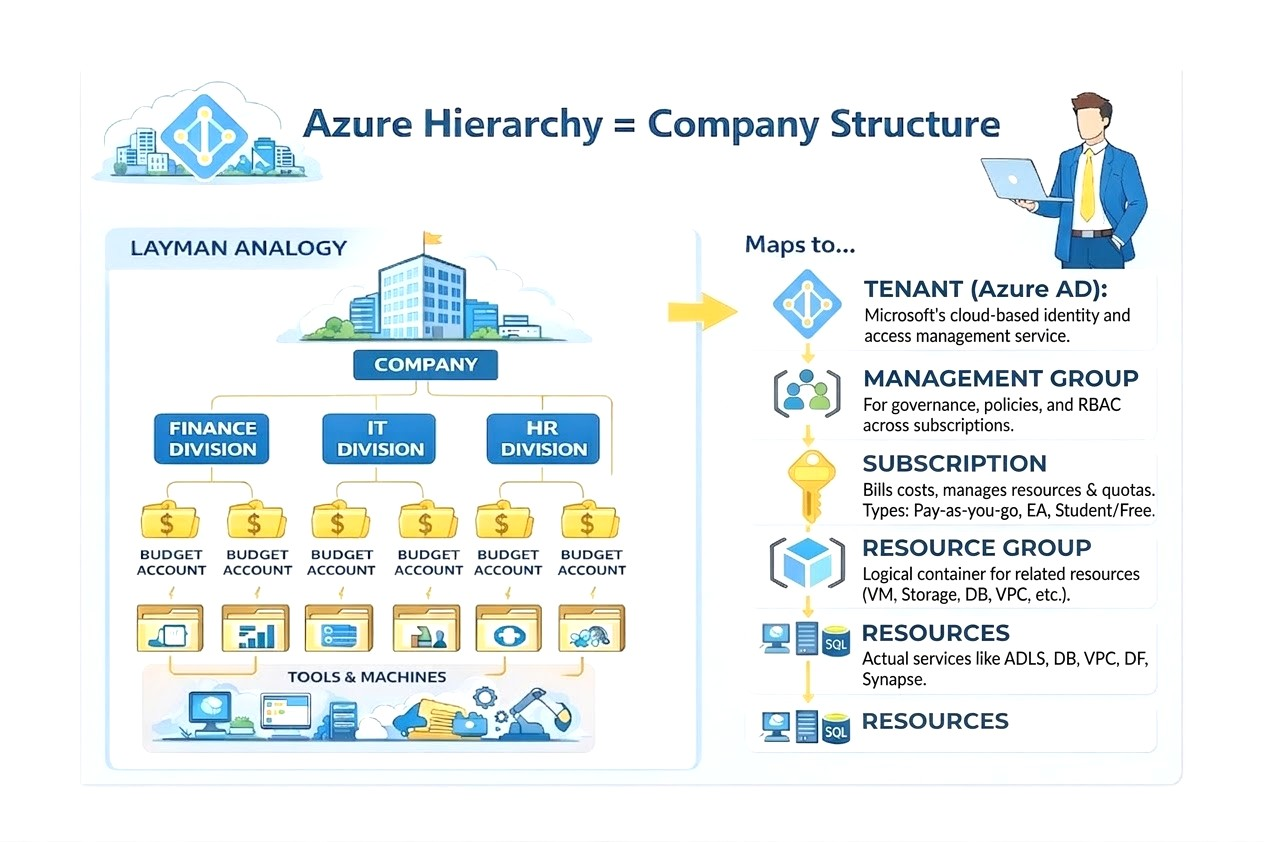 Azure Hierarchy = Company Structure
LAYMAN ANALOGY
COMPANY
FINANCE
DIVISION
IT
DIVISION
HR
DIVISION
$
$
$
$
$
$
BUDGET
ACCOUNT
BUDGET
ACCOUNT
BUDGET
ACCOUNT
BUDGET
ACCOUNT
BUDGET
ACCOUNT
BUDGET
ACCOUNT
TOOLS & MACHINES
Maps to...
TENANT (Azure AD):
Microsoft's cloud-based identity and
access management service.
MANAGEMENT GROUP
For governance, policies, and RBAC
across subscriptions.
SUBSCRIPTION
Bills costs, manages resources & quotas.
Types: Pay-as-you-go, EA, Student/Free.
RESOURCE GROUP
Logical container for related resources
(VM, Storage, DB, VPC, etc.).
SQL
RESOURCES
Actual services like ADLS, DB, VPC, DF,
Synapse.
SQL
RESOURCES